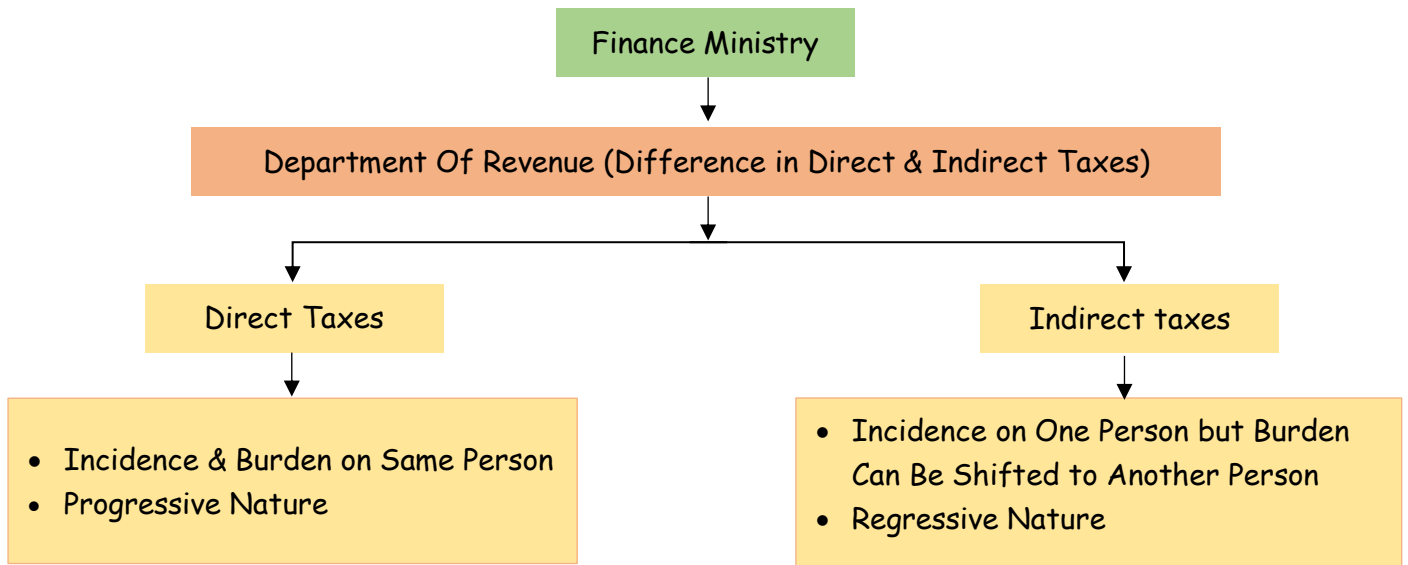 Finance Ministry
Department Of Revenue (Difference in Direct & Indirect Taxes)
Direct Taxes
Indirect taxes
• Incidence & Burden on Same Person
• Progressive Nature
• Incidence on One Person but Burden
Can Be Shifted to Another Person
• Regressive Nature